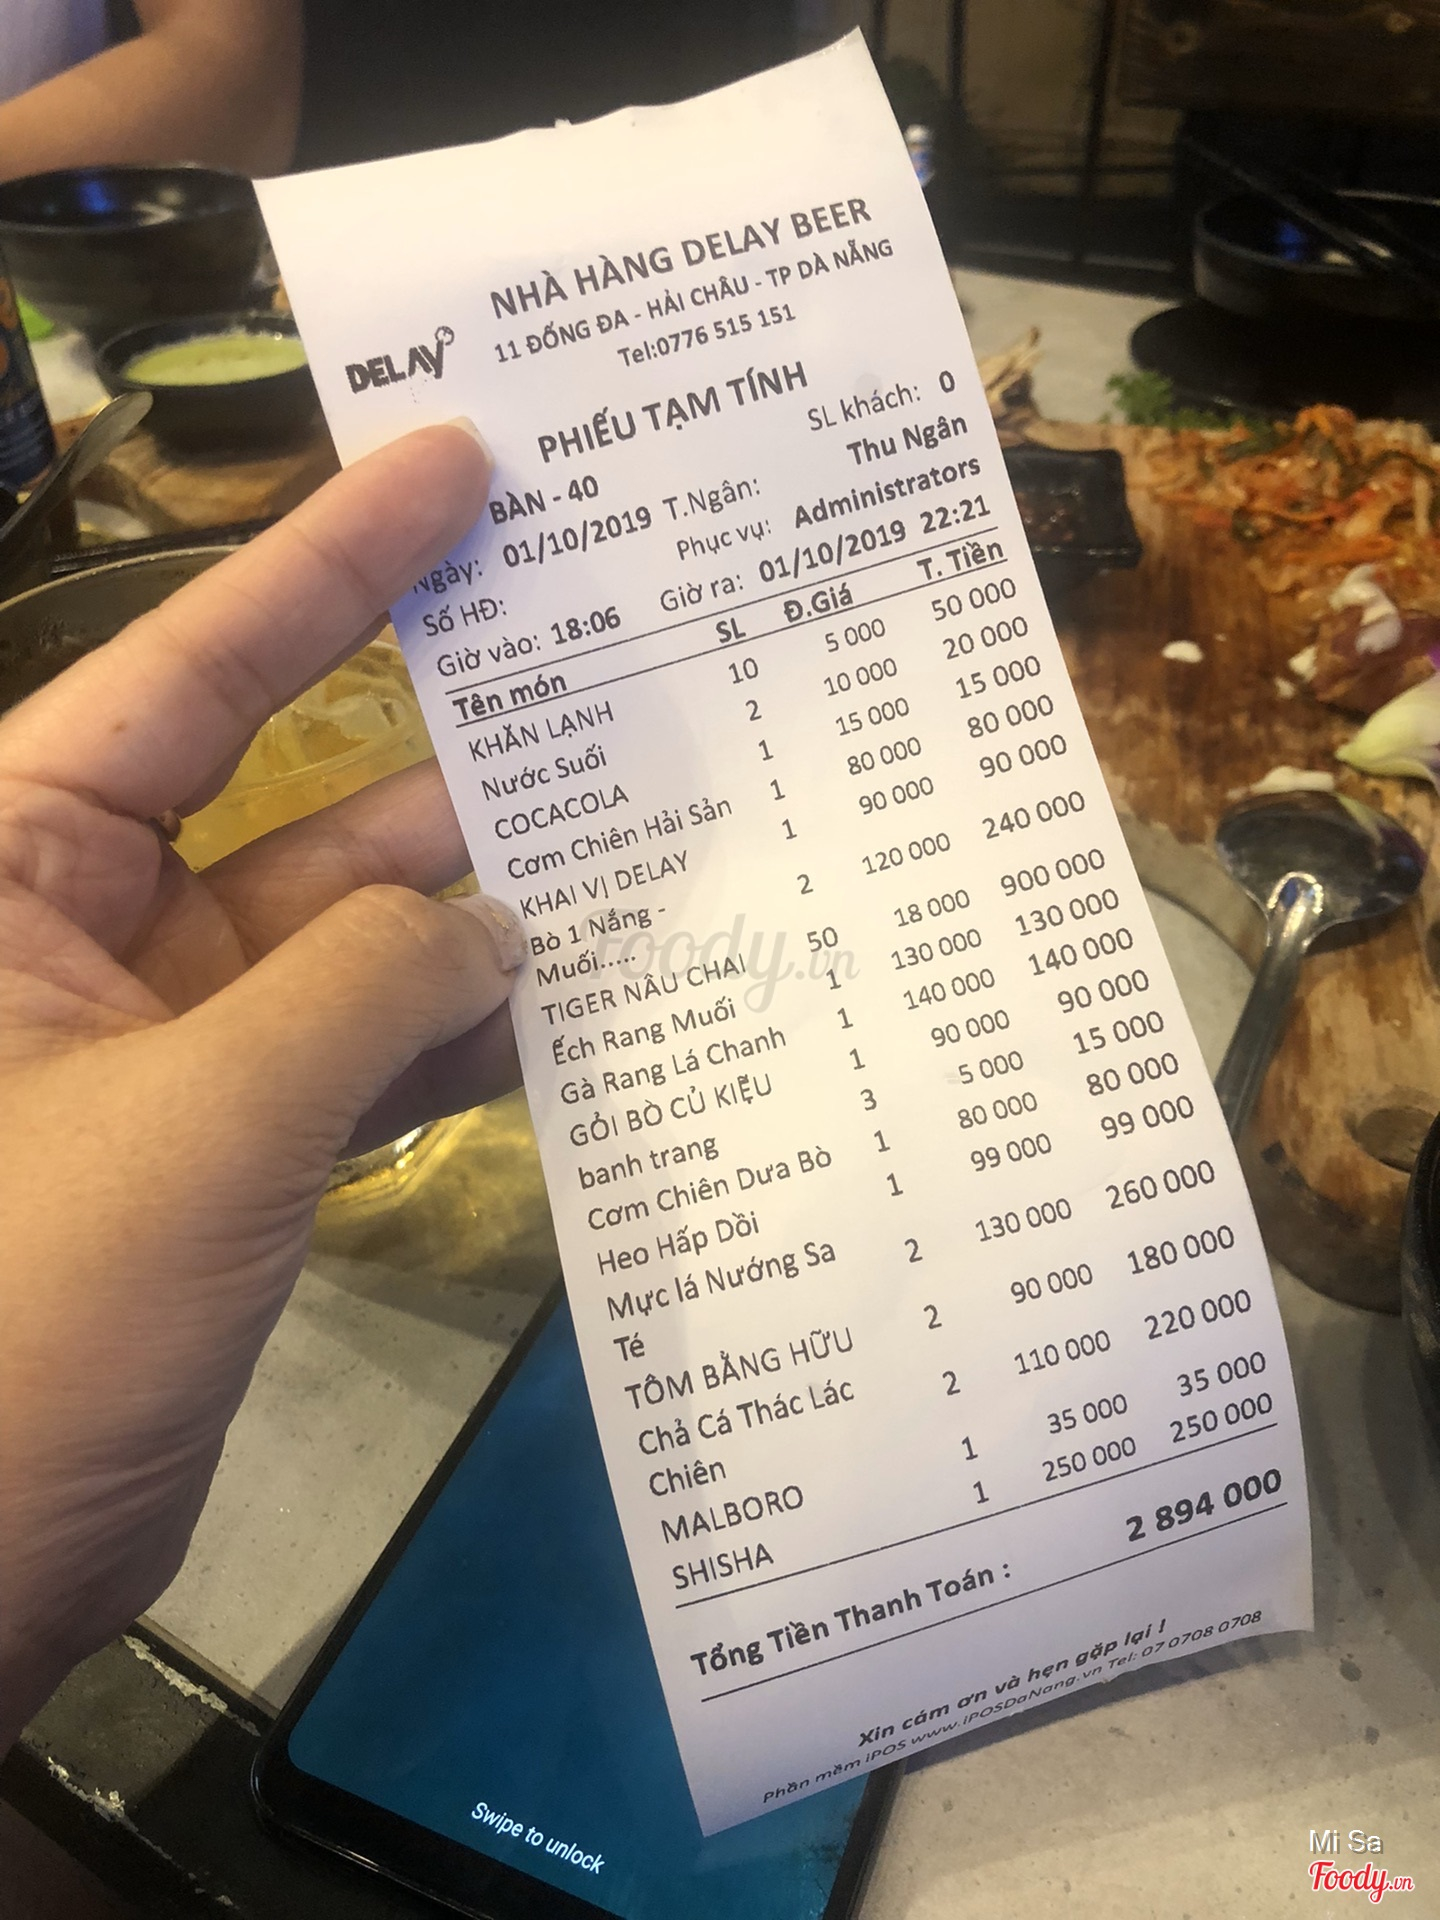 NHÀ HÀNG DELAY BEER
11 ĐỐNG ĐA - HẢI CHÂU - TP DÀ NẴNG
DELAY
Tel:0776 515 151
PHIẾU TẠM TÍNH
SL khách: 0
BÀN - 40
T.Ngân: Thu Ngân
Ngày: 01/10/2019
Phục vụ: Administrators
Số HĐ:
Giờ vào: 18:06 Giờ ra: 01/10/2019 22:21
Tên món SL Đ.Giá T. Tiền
KHĂN LẠNH 10 5 000 50 000
Nước Suối 2 10 000 20 000
COCACOLA 1 15 000 15 000
Cơm Chiên Hải Sản 1 80 000 80 000
KHAI VỊ DELAY 1 90 000 90 000
Bò 1 Nắng - 2 120 000 240 000
Muối.....
TIGER NÂU CHAI 50 18 000 900 000
Ếch Rang Muối 1 130 000 130 000
Gà Rang Lá Chanh 1 140 000 140 000
GỎI BÒ CỦ KIỆU 1 90 000 90 000
banh trang 3 5 000 15 000
Cơm Chiên Dưa Bò 1 80 000 80 000
Heo Hấp Dồi 1 99 000 99 000
Mực lá Nướng Sa 2 130 000 260 000
Té
TÔM BẰNG HỮU 2 90 000 180 000
Chả Cá Thác Lác 2 110 000 220 000
Chiên
MALBORO 1 35 000 35 000
SHISHA 1 250 000 250 000
Tổng Tiền Thanh Toán : 2 894 000
Xin cám ơn và hẹn gặp lại !
Phần mềm iPOS www.iPOSDaNang.vn Tel: 07 0708 0708
Foody.vn
Swipe to unlock
Mi Sa
Foody.vn